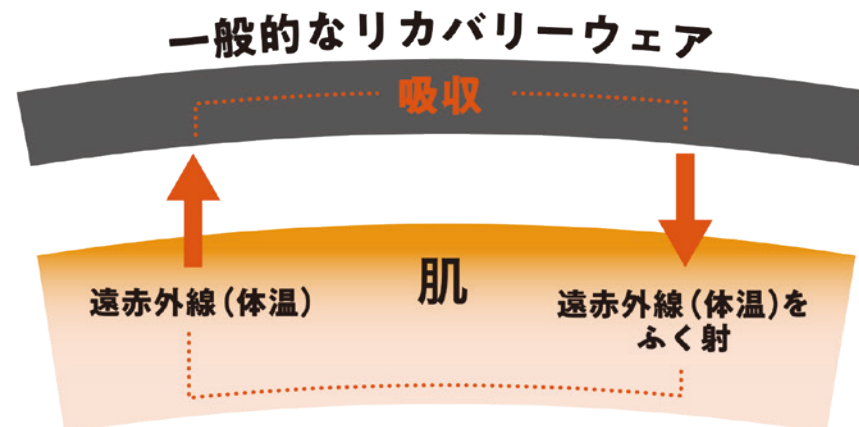 一般的なリカバリーウェア
吸収
肌
遠赤外線(体温)
遠赤外線(体温)を
ふく射